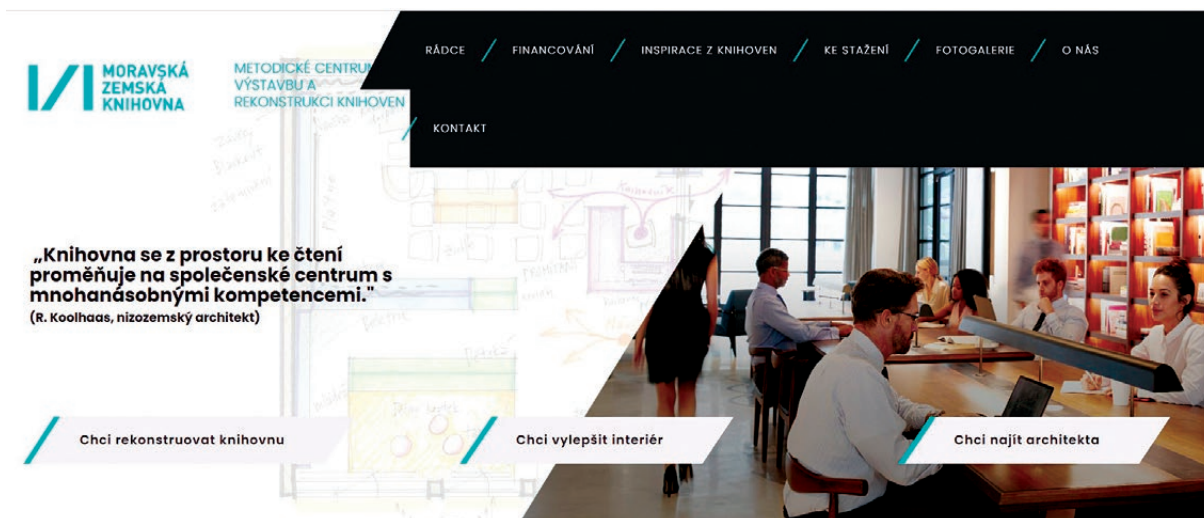 MORAVSKÁ
ZEMSKÁ
KNIHOVNA
METODICKÉ CENTRUM
VÝSTAVBU A
REKONSTRUKCI KNIHOVEN
RÁDCE
FINANCOVÁNÍ
INSPIRACE Z KNIHOVEN
KE STAŽENÍ
FOTOGALERIE
O NÁS
KONTAKT
„Knihovna se z prostoru ke čtení
proměňuje na společenské centrum s
mnohanásobnými kompetencemi."
(R. Koolhaas, nizozemský architekt)
Chci rekonstruovat knihovnu
Chci vylepšit interiér
Chci najít architekta